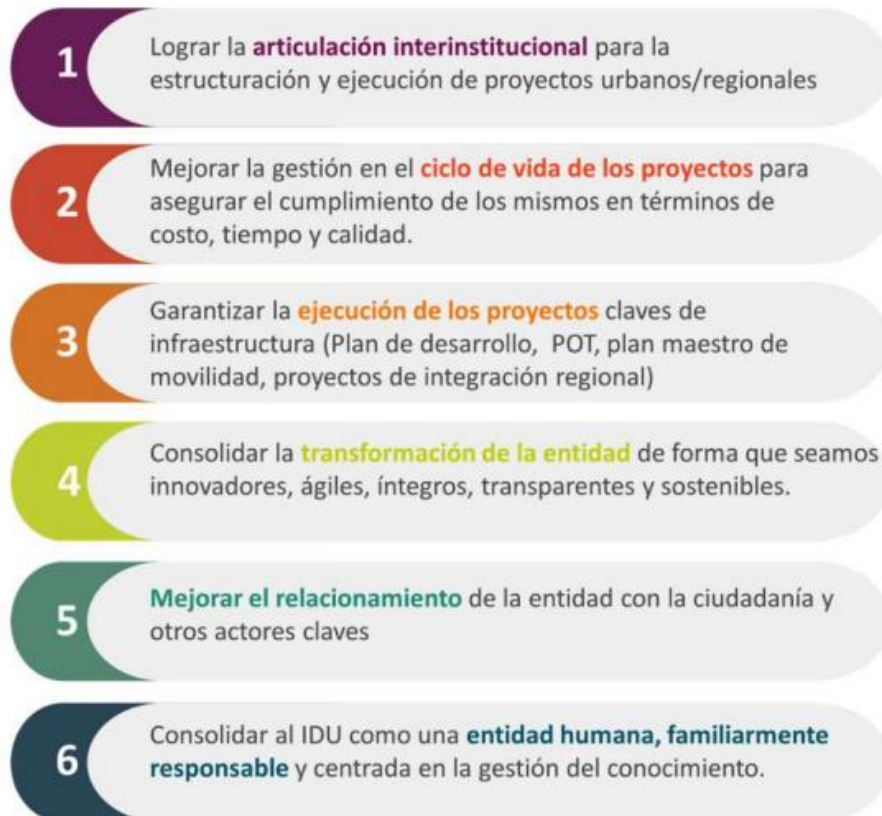 1
Lograr la articulación interinstitucional para la
estructuración y ejecución de proyectos urbanos/regionales
2
Mejorar la gestión en el ciclo de vida de los proyectos para
asegurar el cumplimiento de los mismos en términos de
costo, tiempo y calidad.
3
Garantizar la ejecución de los proyectos claves de
infraestructura (Plan de desarrollo, POT, plan maestro de
movilidad, proyectos de integración regional)
4
Consolidar la transformación de la entidad de forma que seamos
innovadores, ágiles, íntegros, transparentes y sostenibles.
5
Mejorar el relacionamiento de la entidad con la ciudadanía y
otros actores claves
6
Consolidar al IDU como una entidad humana, familiarmente
responsable y centrada en la gestión del conocimiento.